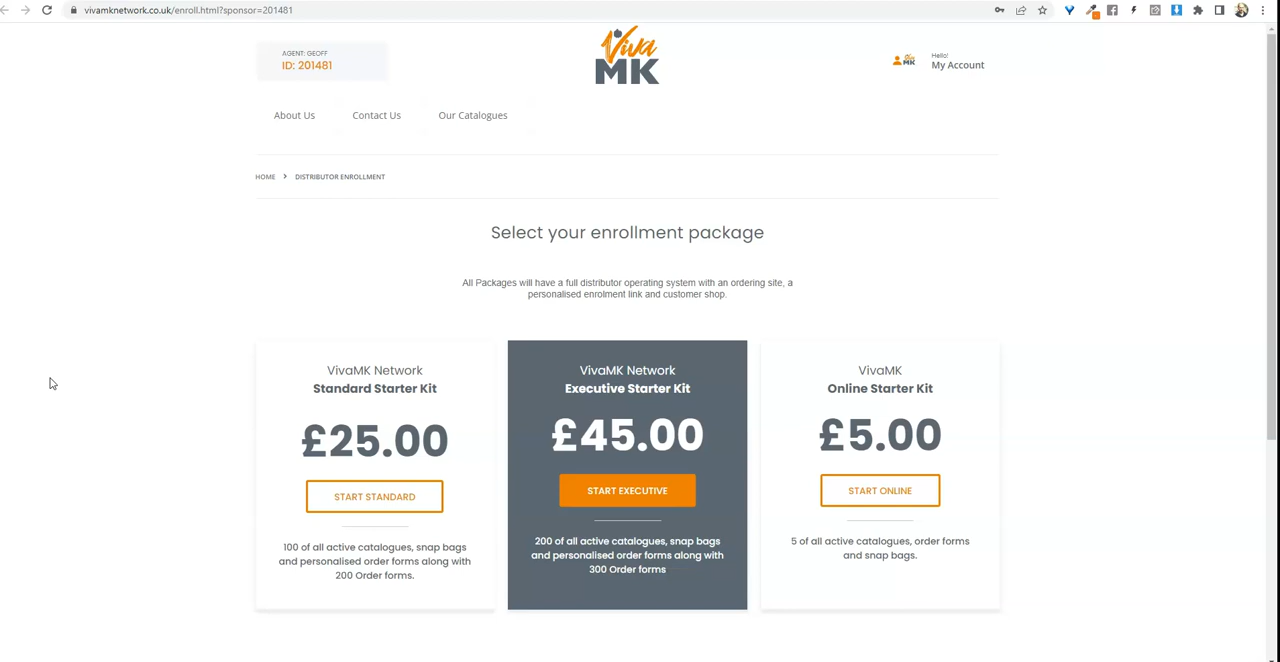 vivamknetwork.co.uk/enroll.html?sponsor=201481
AGENT: GEOFF
ID: 201481
Viva
MK
Hello!
My Account
About Us
Contact Us
Our Catalogues
HOME
DISTRIBUTOR ENROLLMENT
Select your enrollment package
All Packages will have a full distributor operating system with an ordering site, a
personalised enrolment link and customer shop.
VivaMK Network
Standard Starter Kit
£25.00
START STANDARD
100 of all active catalogues, snap bags
and personalised order forms along with
200 Order forms.
VivaMK Network
Executive Starter Kit
£45.00
START EXECUTIVE
200 of all active catalogues, snap bags
and personalised order forms along with
300 Order forms
VivaMK
Online Starter Kit
£5.00
START ONLINE
5 of all active catalogues, order forms
and snap bags.